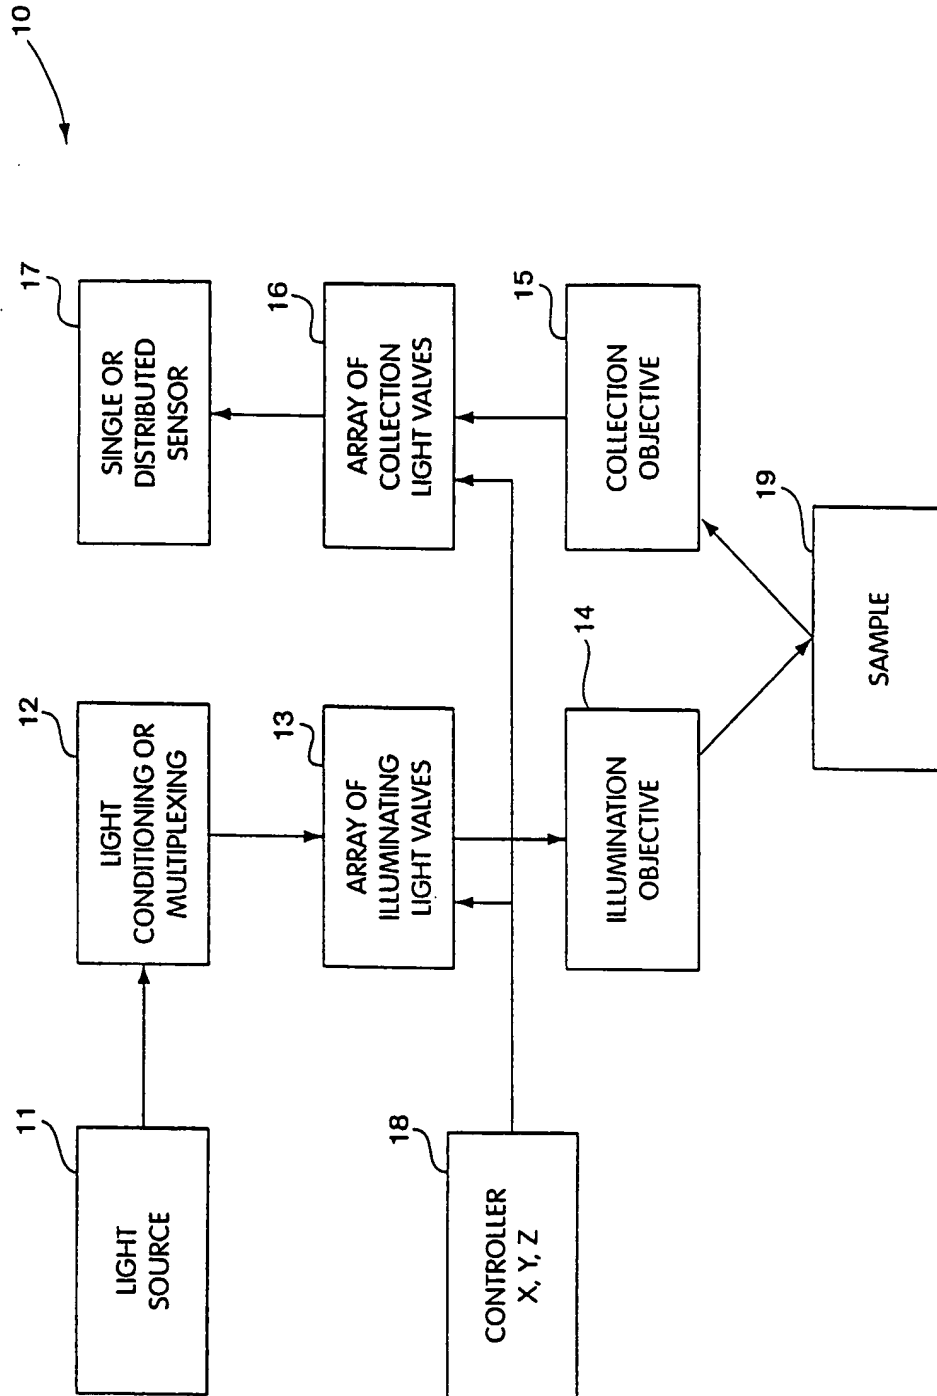 10
11
LIGHT
SOURCE
12
LIGHT
CONDITIONING OR
MULTIPLEXING
17
SINGLE OR
DISTRIBUTED
SENSOR
13
ARRAY OF
ILLUMINATING
LIGHT VALVES
16
ARRAY OF
COLLECTION
LIGHT VALVES
18
CONTROLLER
X, Y, Z
14
ILLUMINATION
OBJECTIVE
15
COLLECTION
OBJECTIVE
19
SAMPLE